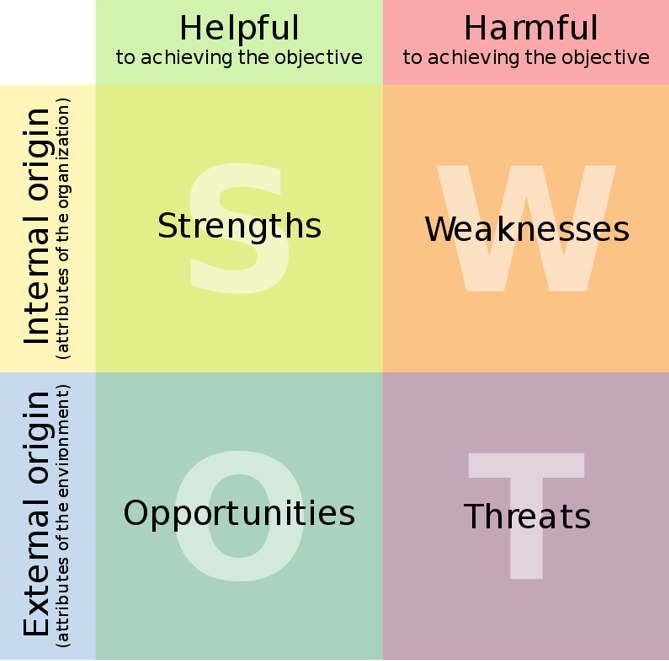 Helpful
to achieving the objective
Harmful
to achieving the objective
Internal origin
(attributes of the organization)
S
Strengths
W
Weaknesses
External origin
(attributes of the environment)
O
Opportunities
T
Threats